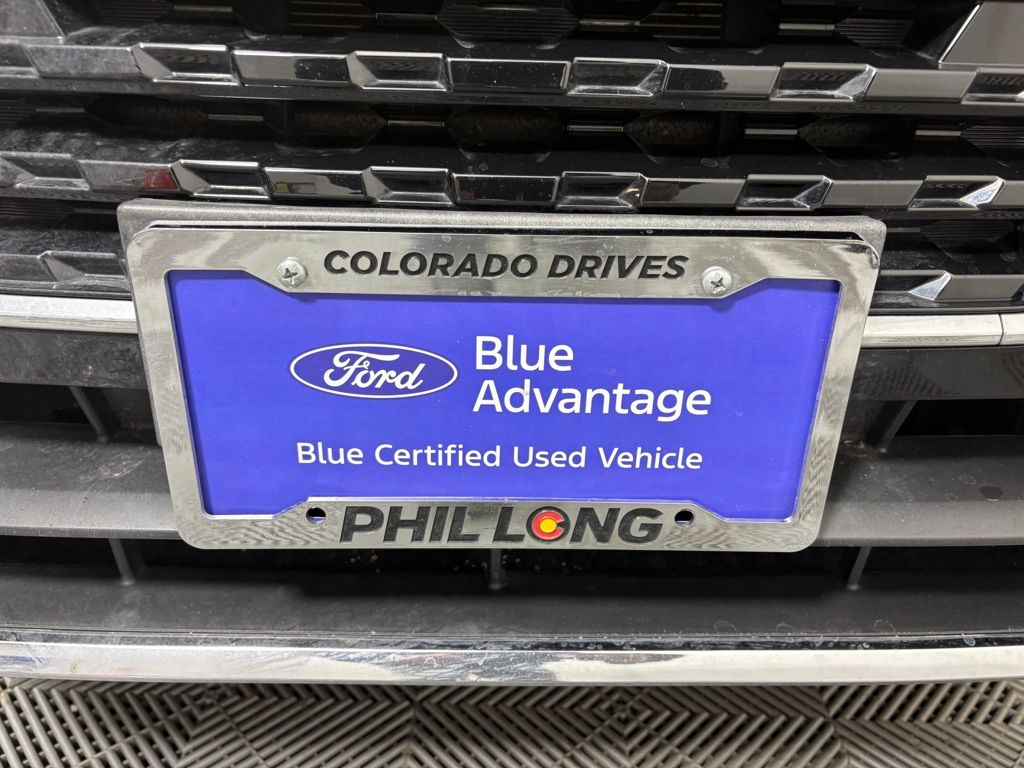 COLORADO DRIVES
Ford
Blue
Advantage
Blue Certified Used Vehicle
PHIL LONG